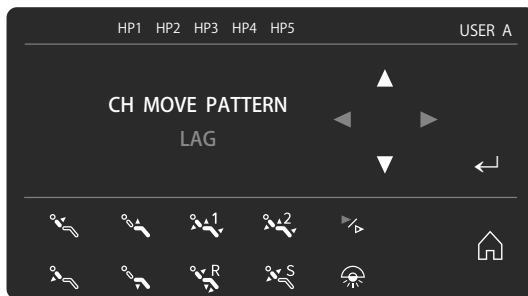 HP1 HP2 HP3 HP4 HP5 USER A
CH MOVE PATTERN
LAG
1 2
R S